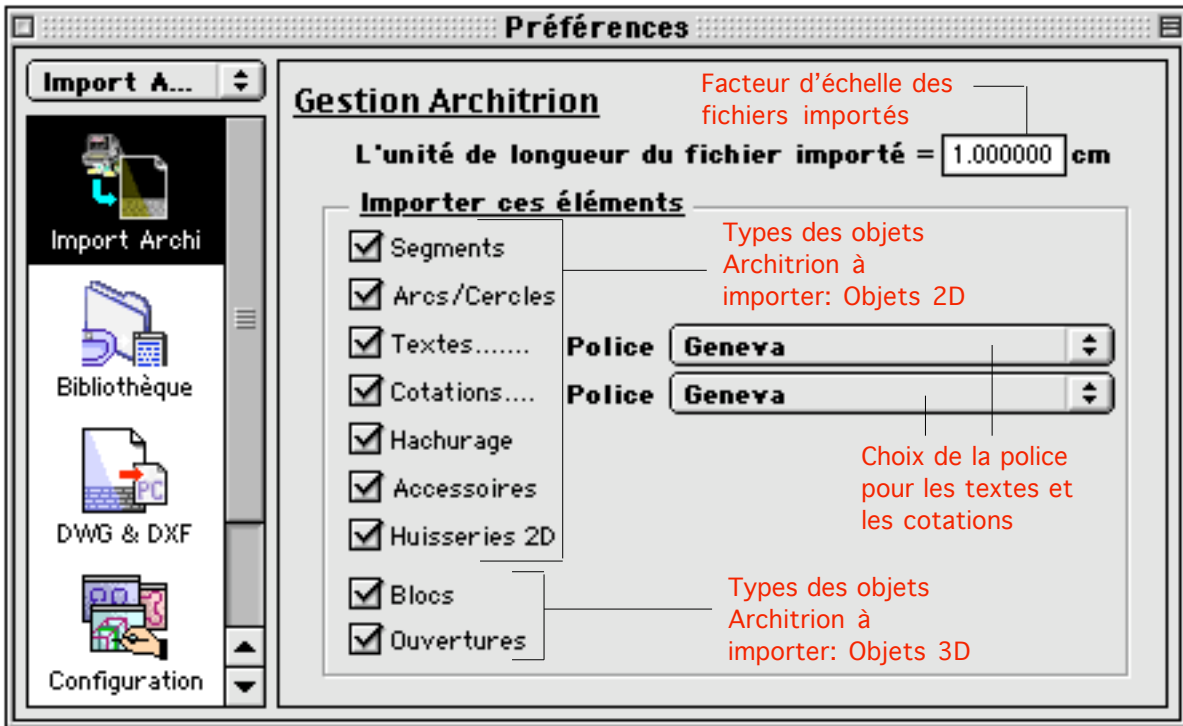 Préférences
Import A...
Import Archi
Bibliothèque
PC
DWG & DXF
Configuration
Gestion Architrion
Facteur d'échelle des
fichiers importés
L'unité de longueur du fichier importé = 1.000000 cm
Importer ces éléments
Segments
Arcs/Cercles
Textes....... Police Geneva
Cotations.... Police Geneva
Hachurage
Accessoires
Huisseries 2D
Blocs
Ouvertures
Types des objets
Architrion à
importer: Objets 2D
Choix de la police
pour les textes et
les cotations
Types des objets
Architrion à
importer: Objets 3D